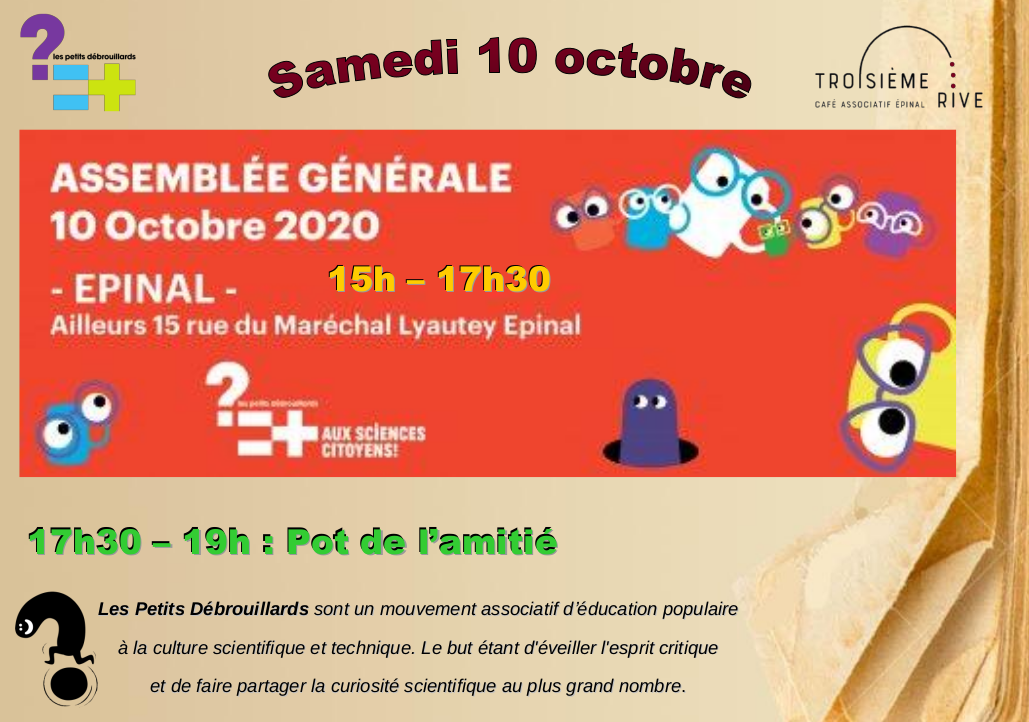 les petits débrouillards
Samedi 10 octobre
TROISIÈME
CAFÉ ASSOCIATIF ÉPINAL RIVE
ASSEMBLÉE GÉNÉRALE
10 Octobre 2020
- EPINAL -
15h – 17h30
Ailleurs 15 rue du Maréchal Lyautey Epinal
les petits débrouillards
AUX SCIENCES
CITOYENS!
17h30 – 19h : Pot de l’amitié
Les Petits Débrouillards sont un mouvement associatif d’éducation populaire
à la culture scientifique et technique. Le but étant d'éveiller l'esprit critique
et de faire partager la curiosité scientifique au plus grand nombre.